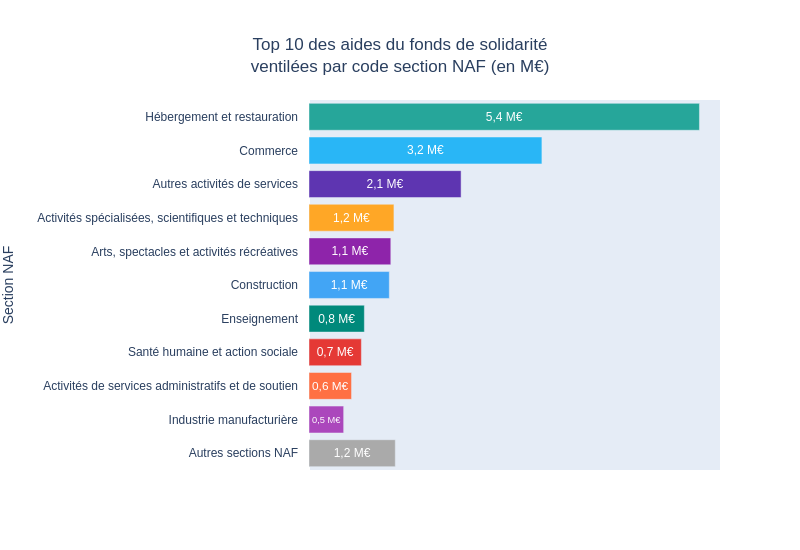 Top 10 des aides du fonds de solidarité
ventilées par code section NAF (en M€)
Section NAF
Hébergement et restauration 5,4 M€
Commerce 3,2 M€
Autres activités de services 2,1 M€
Activités spécialisées, scientifiques et techniques 1,2 M€
Arts, spectacles et activités récréatives 1,1 M€
Construction 1,1 M€
Enseignement 0,8 M€
Santé humaine et action sociale 0,7 M€
Activités de services administratifs et de soutien 0,6 M€
Industrie manufacturière 0,5 M€
Autres sections NAF 1,2 M€